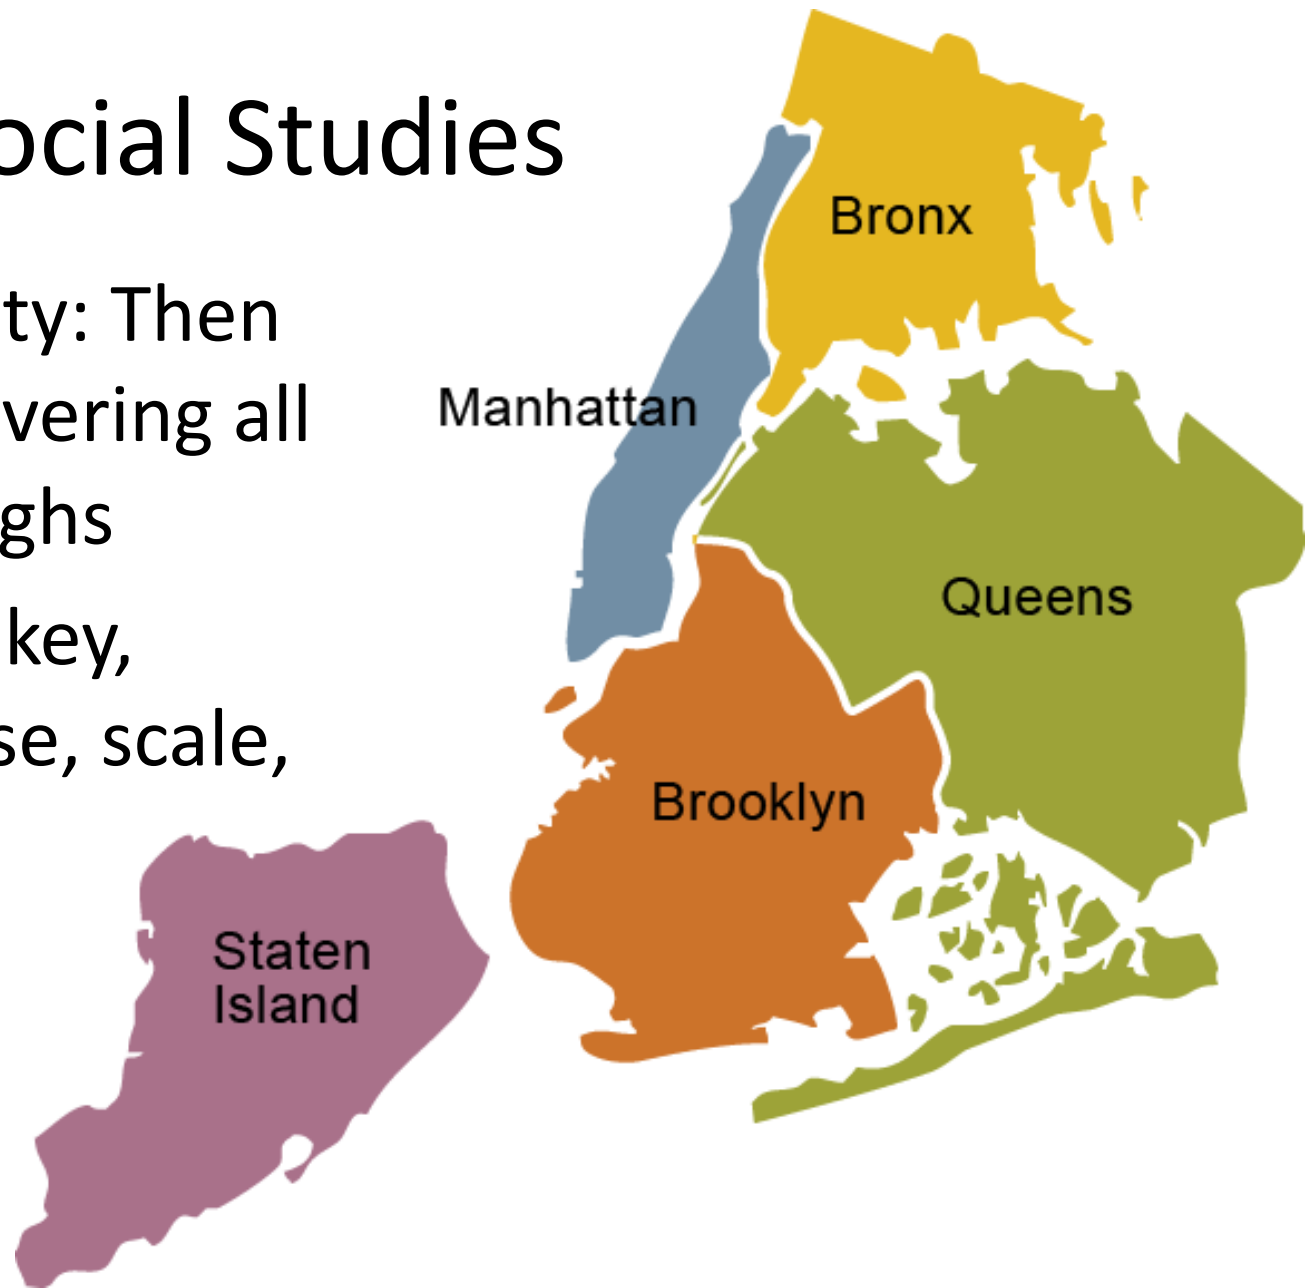 ocial Studies
ty: Then
vering all
ghs
key,
se, scale,
Bronx
Manhattan
Queens
Brooklyn
Staten
Island